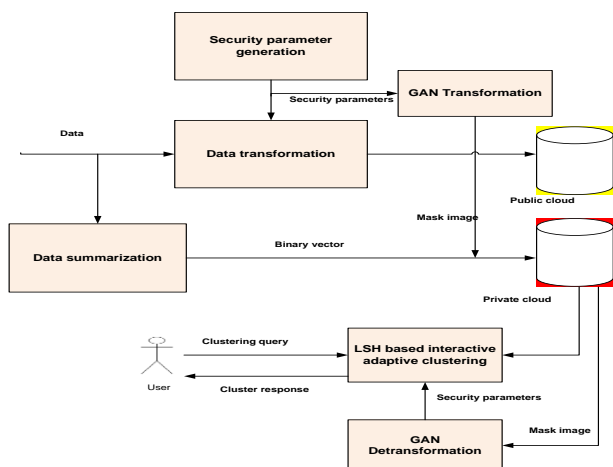 Security parameter
generation
Security parameters
GAN Transformation
Data
Data transformation
Public cloud
Mask image
Data summarization
Binary vector
Private cloud
Clustering query
LSH based interactive
adaptive clustering
User
Cluster response
Security parameters
Mask image
GAN
Detransformation